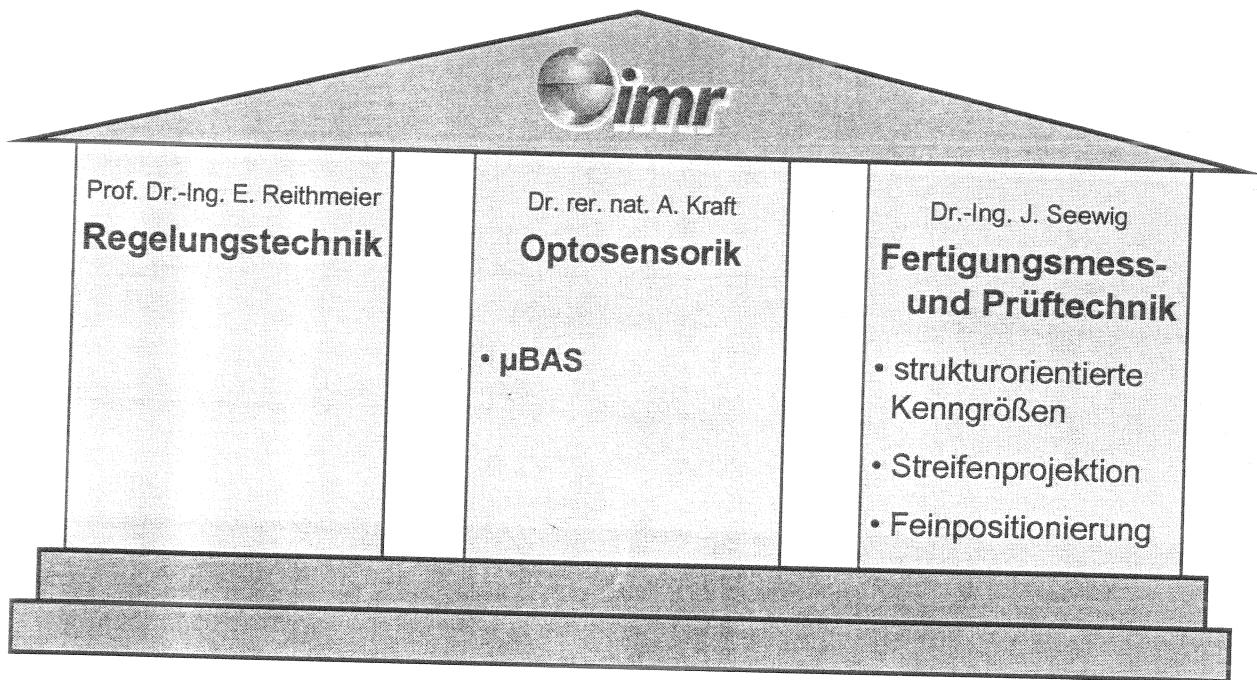 imr
Prof. Dr.-Ing. E. Reithmeier
Regelungstechnik
Dr. rer. nat. A. Kraft
Optosensorik
• µBAS
Dr.-Ing. J. Seewig
Fertigungsmess-
und Prüftechnik
• strukturorientierte
Kenngrößen
• Streifenprojektion
• Feinpositionierung